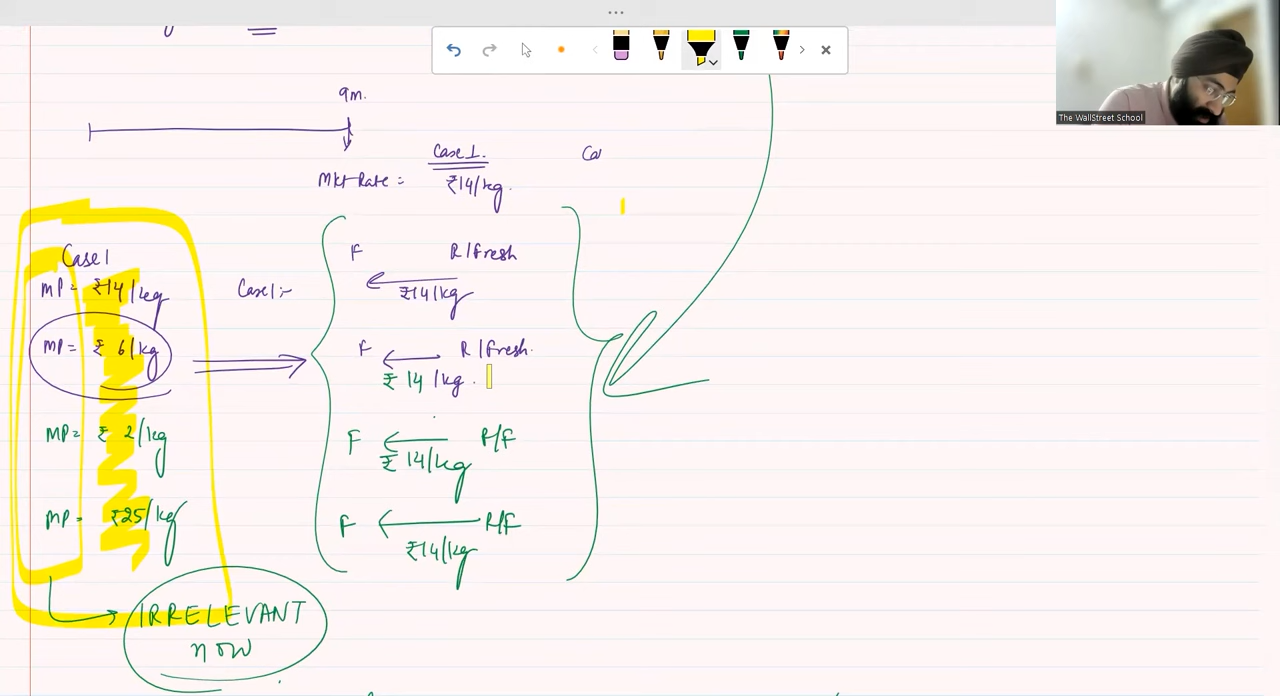 The WallStreet School
9m.
Case 1.
Mkt Rate = ₹14/kg.
Case 1
MP = ₹14/kg
MP = ₹ 6/kg
MP = ₹ 2/kg
MP = ₹25/kg
IRRELEVANT
now
Case 1:-
F R/Fresh
₹14/kg
F R/Fresh.
₹ 14/kg.
F R/F
₹ 14/kg
F R/F
₹14/kg